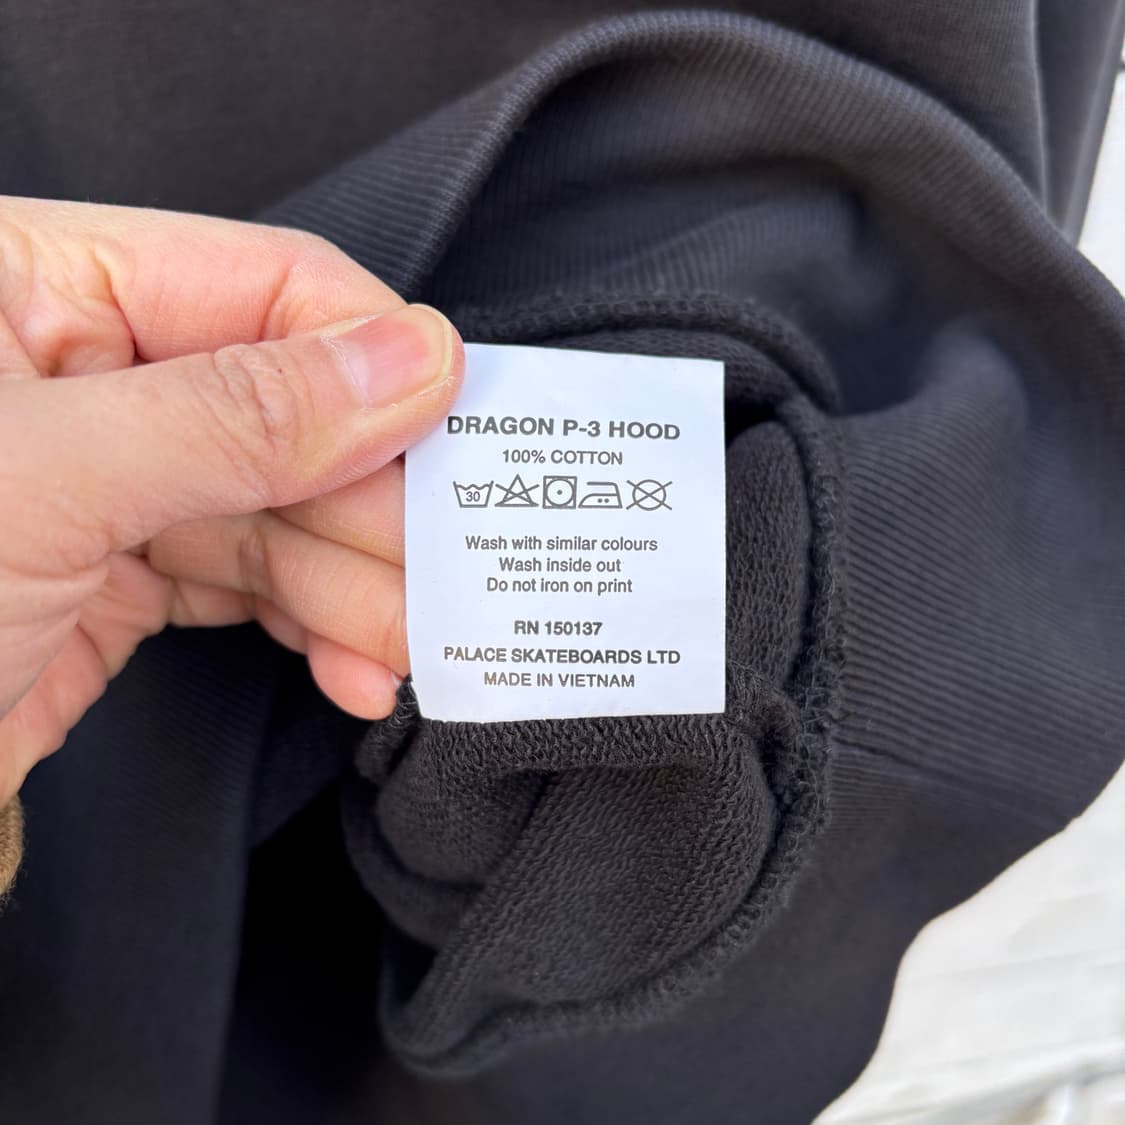 DRAGON P-3 HOOD
100% COTTON
30
Wash with similar colours
Wash inside out
Do not iron on print
RN 150137
PALACE SKATEBOARDS LTD
MADE IN VIETNAM